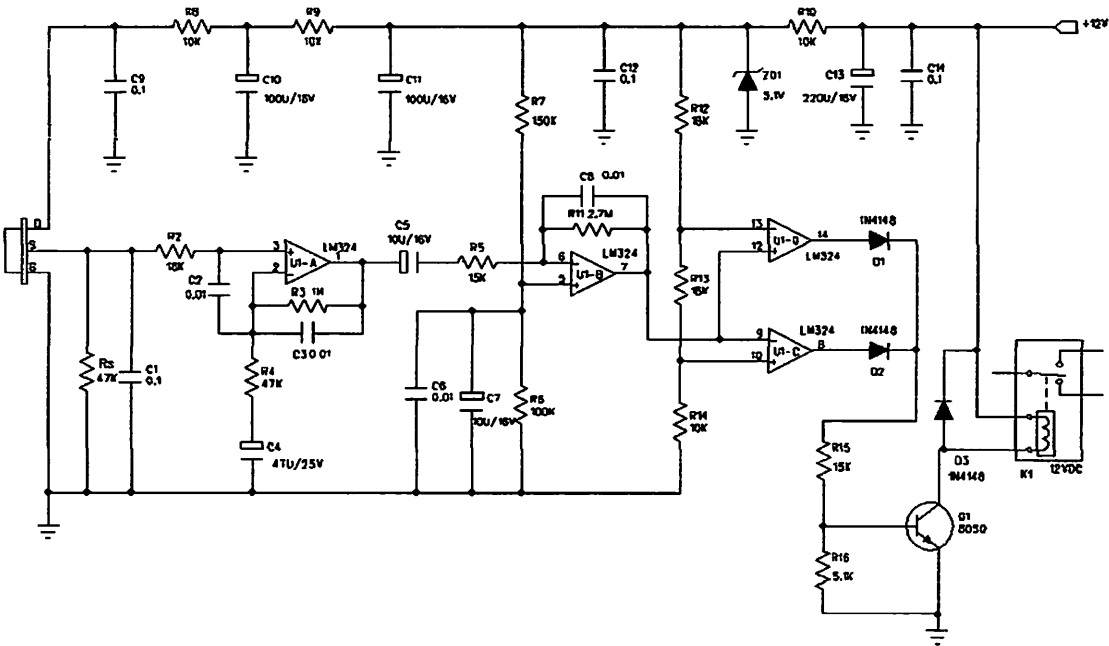 R8
10K
R9
10K
R10
10K
+12V
C9
0.1
C10
100U/16V
C11
100U/16V
R7
150K
C12
0.1
R12
18K
ZD1
5.1V
C13
220U/16V
C14
0.1
D
S
G
R2
18K
C2
0.01
3
2
1
U1-A
LM324
R3 1M
C3 0.01
R4
47K
C4
47U/25V
Rs
47K
C1
0.1
C5
10U/16V
R5
15K
C8 0.01
R11 2.7M
6
5
7
U1-B
LM324
C6
0.01
C7
10U/16V
R6
100K
R13
18K
R14
10K
13
12
14
U1-D
LM324
9
10
8
U1-C
LM324
1N4148
D1
1N4148
D2
R15
15K
R16
5.1K
D3
1N4148
Q1
8050
K1
12VDC